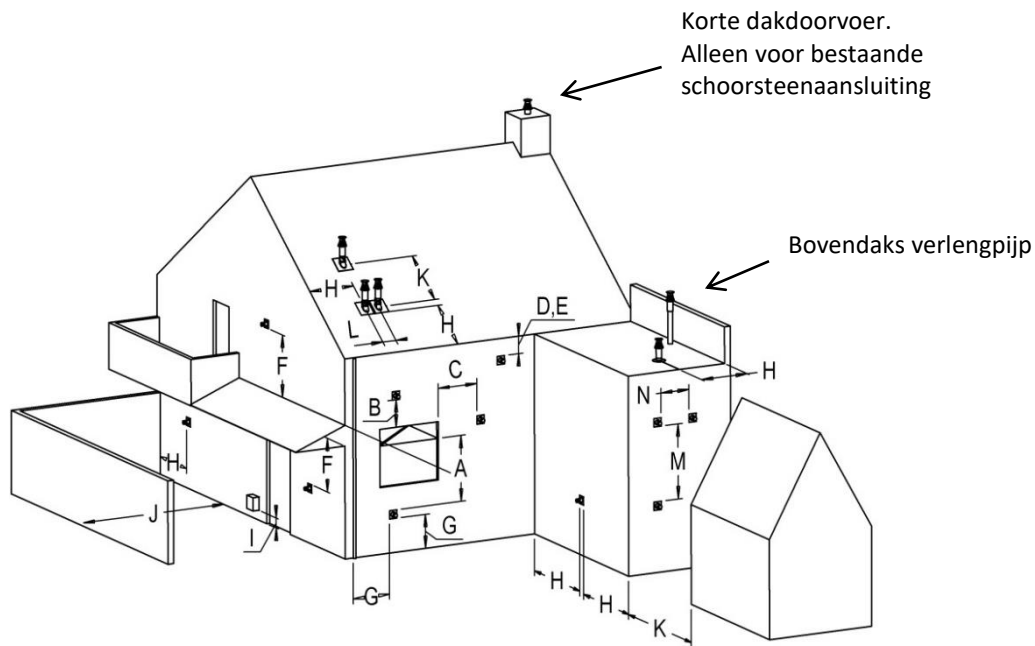 Korte dakdoorvoer.
Alleen voor bestaande
schoorsteenaansluiting
Bovendaks verlengpijp
D,E
K
H
L
H
F
C
B
H
N
A
F
M
H
J
I
G
G
H
H
K